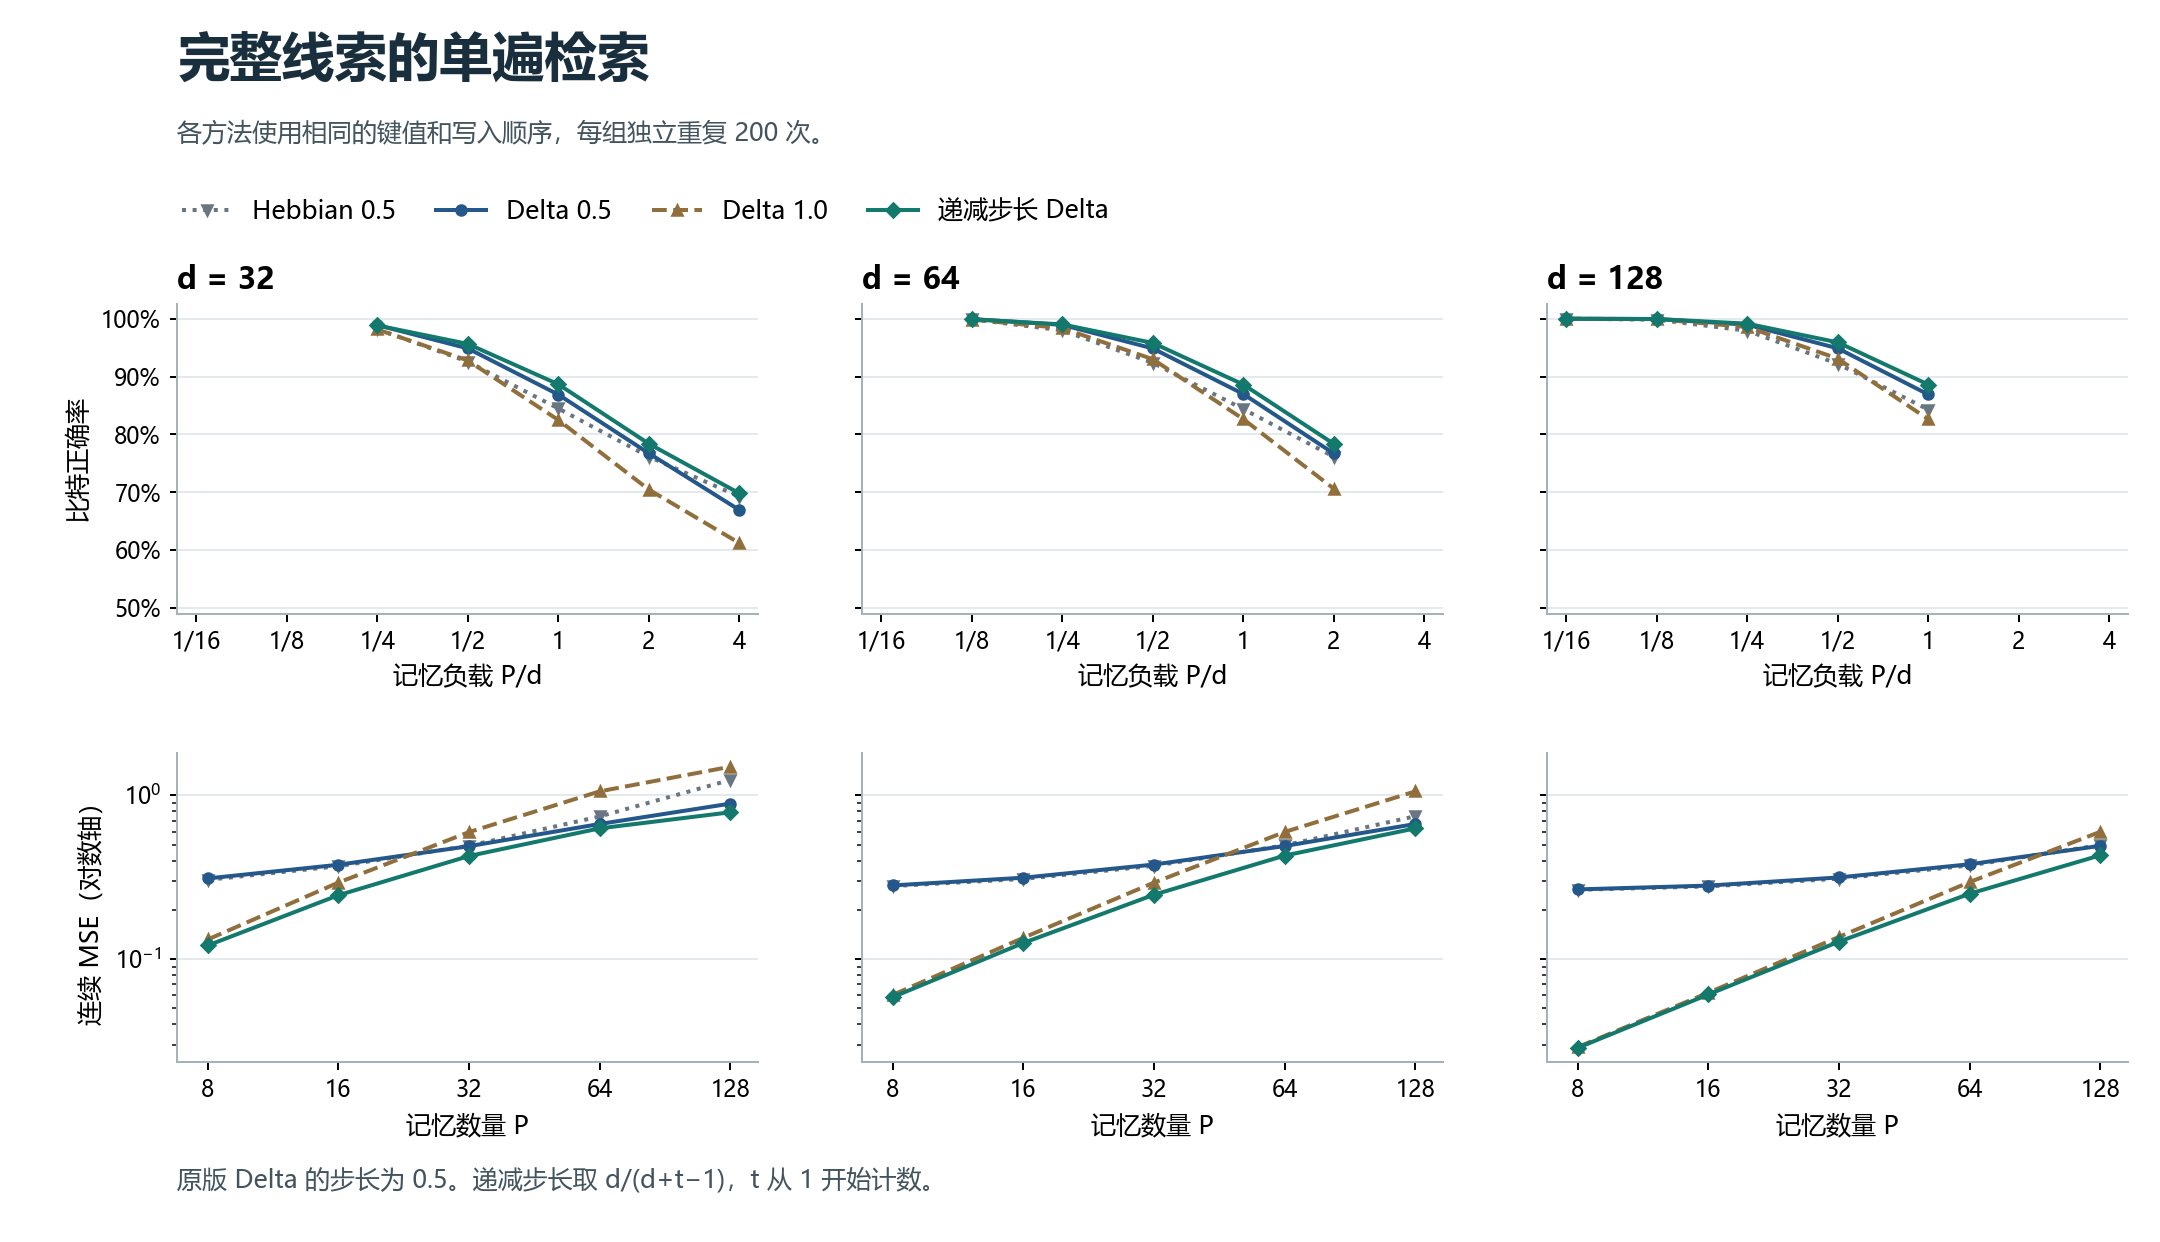 完整线索的单遍检索
各方法使用相同的键值和写入顺序，每组独立重复 200 次。
Hebbian 0.5 Delta 0.5 Delta 1.0 递减步长 Delta
d = 32 d = 64 d = 128
比特正确率
100%
90%
80%
70%
60%
50%
1/16 1/8 1/4 1/2 1 2 4
1/16 1/8 1/4 1/2 1 2 4
1/16 1/8 1/4 1/2 1 2 4
记忆负载 P/d 记忆负载 P/d 记忆负载 P/d
连续 MSE（对数轴）
10⁰
10⁻¹
8 16 32 64 128
8 16 32 64 128
8 16 32 64 128
记忆数量 P 记忆数量 P 记忆数量 P
原版 Delta 的步长为 0.5。递减步长取 d/(d+t−1)，t 从 1 开始计数。